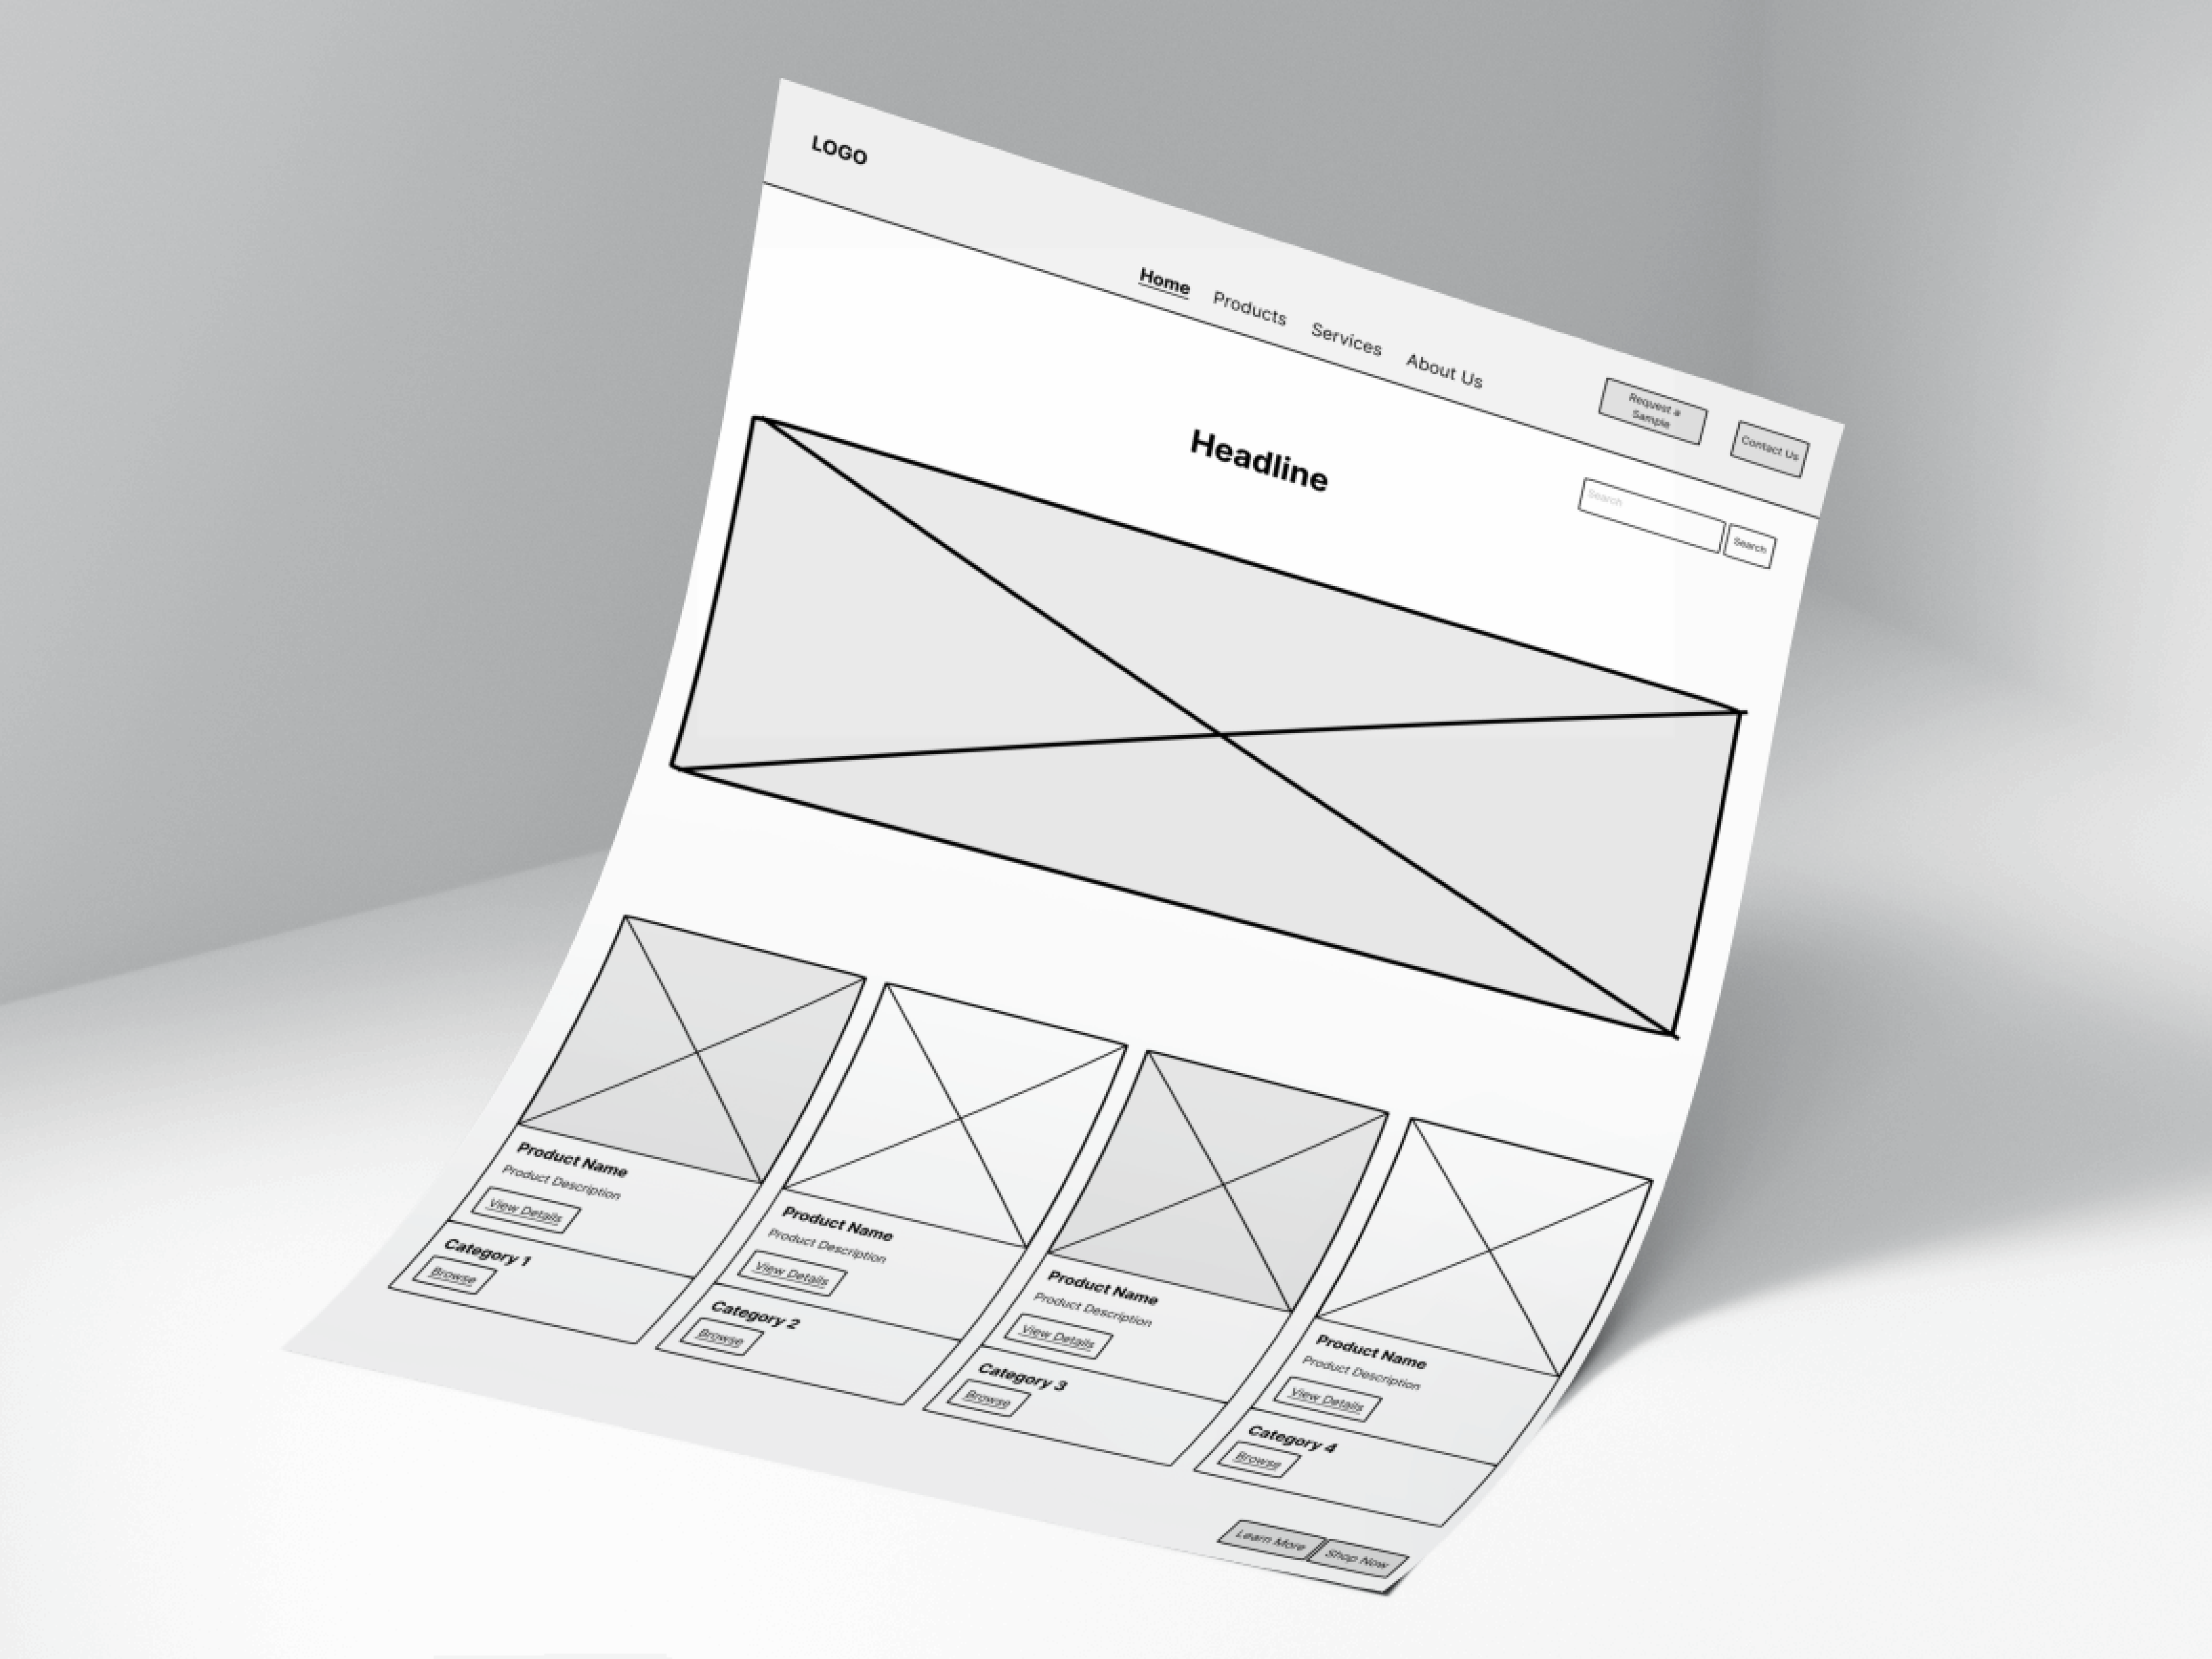 LOGO
Home Products Services About Us
Request a
Sample
Contact Us
Headline
Search
Search
Product Name
Product Description
View Details
Category 1
Browse
Product Name
Product Description
View Details
Category 2
Browse
Product Name
Product Description
View Details
Category 3
Browse
Product Name
Product Description
View Details
Category 4
Browse
Learn More
Shop Now